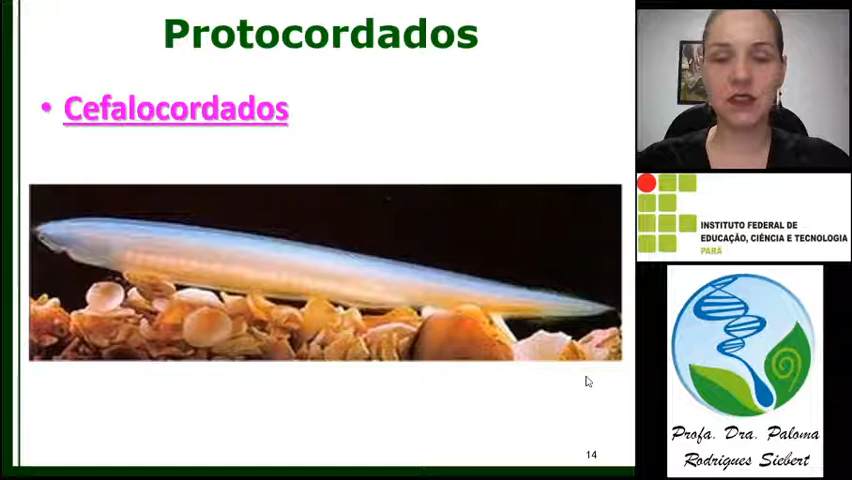 Protocordados
• Cefalocordados
14
INSTITUTO FEDERAL DE
EDUCAÇÃO, CIÊNCIA E TECNOLOGIA
PARÁ
Profa. Dra. Paloma
Rodrigues Siebert